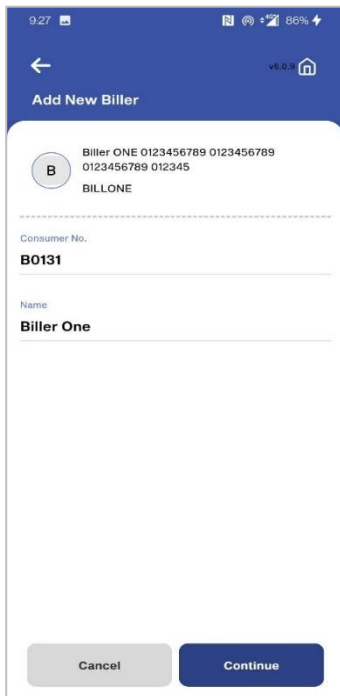 9:27 86%
v6.0.9
Add New Biller
B
Biller ONE 0123456789 0123456789
0123456789 012345
BILLONE
Consumer No.
B0131
Name
Biller One
Cancel Continue